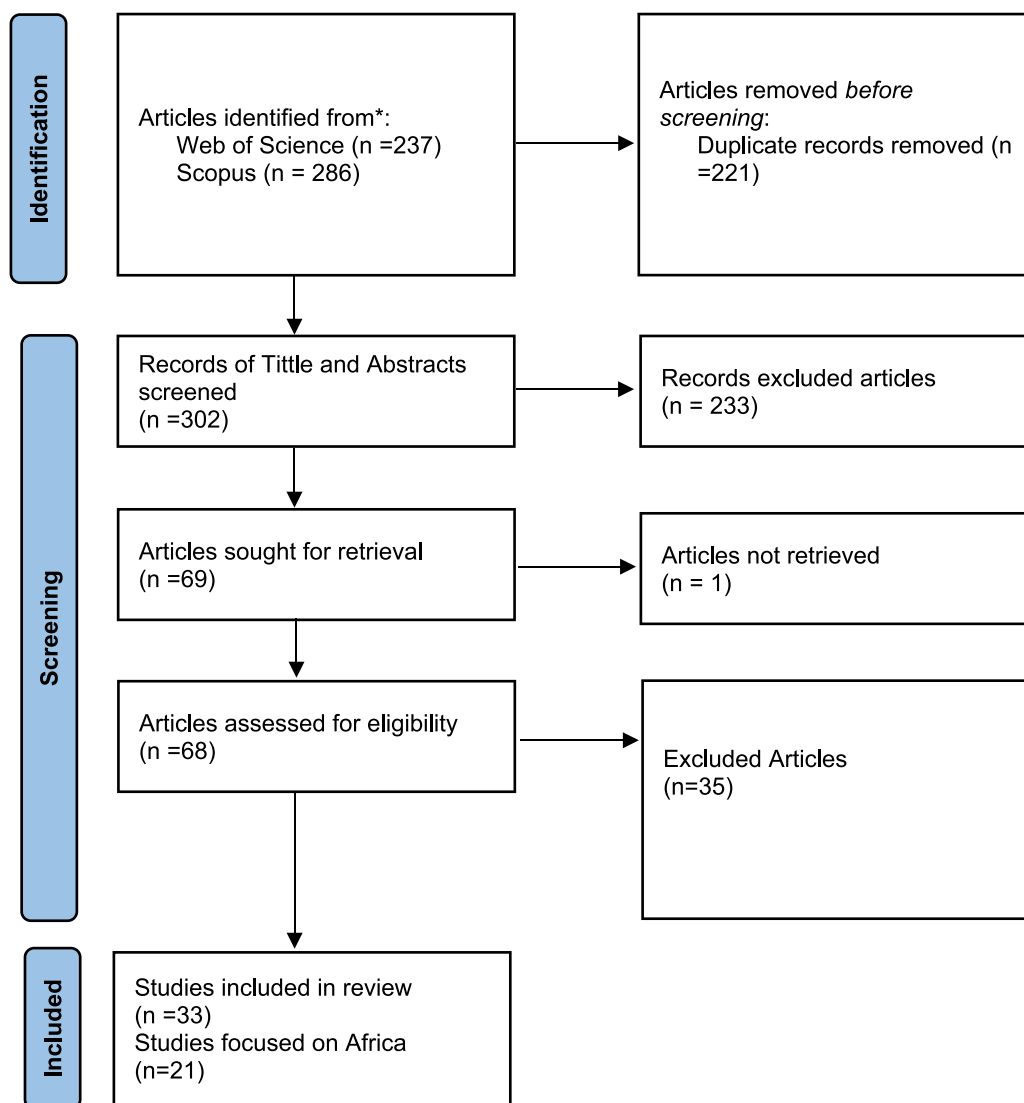 Identification
Articles identified from*:
Web of Science (n =237)
Scopus (n = 286)
Articles removed before
screening:
Duplicate records removed (n
=221)
Screening
Records of Tittle and Abstracts
screened
(n =302)
Records excluded articles
(n = 233)
Articles sought for retrieval
(n =69)
Articles not retrieved
(n = 1)
Articles assessed for eligibility
(n =68)
Excluded Articles
(n=35)
Included
Studies included in review
(n =33)
Studies focused on Africa
(n=21)